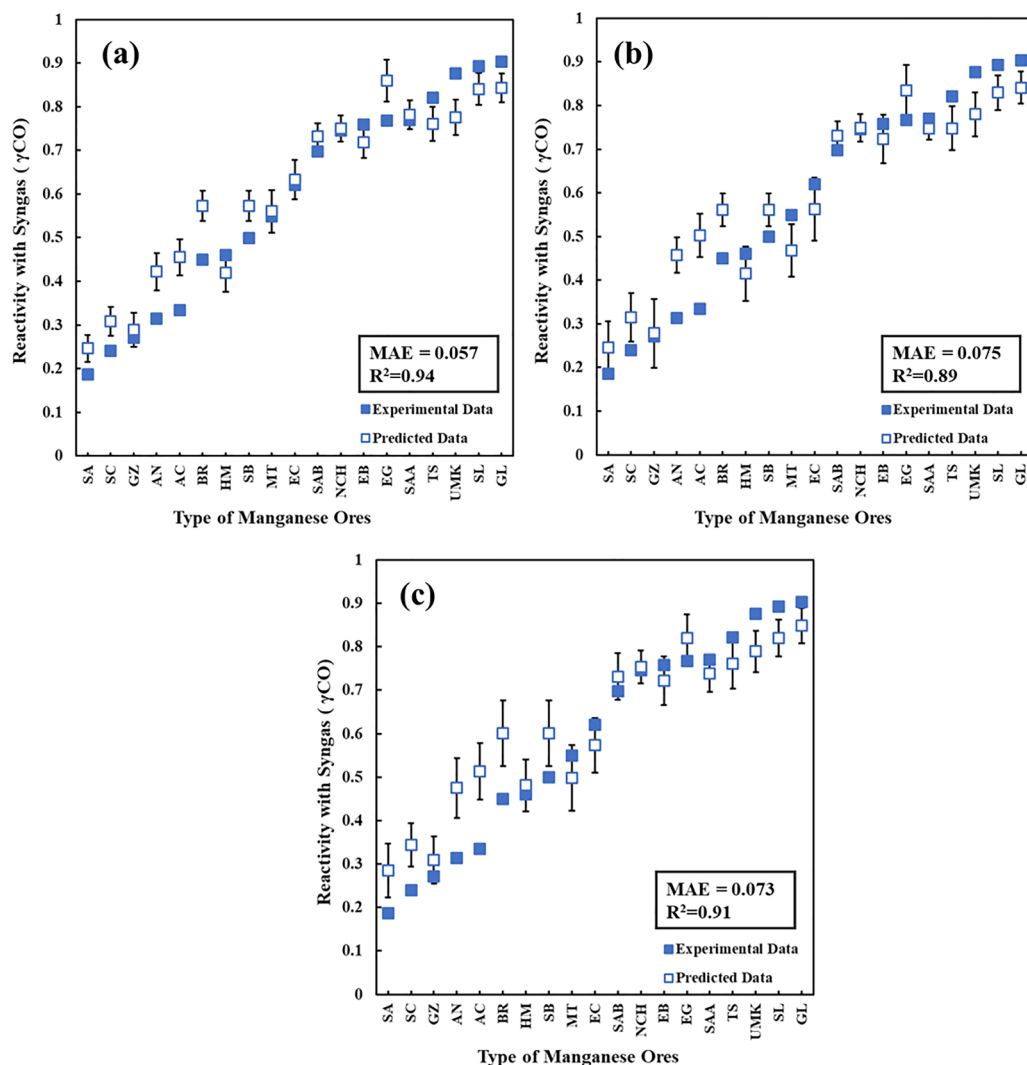 (a)
Reactivity with Syngas ( γCO)
1
0.9
0.8
0.7
0.6
0.5
0.4
0.3
0.2
0.1
0
MAE = 0.057
R²=0.94
Experimental Data
Predicted Data
SA SC GZ AN AC BR HM SB MT EC SAB NCH EB EG SAA TS UMK SL GL
Type of Manganese Ores
(b)
Reactivity with Syngas ( γCO)
1
0.9
0.8
0.7
0.6
0.5
0.4
0.3
0.2
0.1
0
MAE = 0.075
R²=0.89
Experimental Data
Predicted Data
SA SC GZ AN AC BR HM SB MT EC SAB NCH EB EG SAA TS UMK SL GL
Type of Manganese Ores
(c)
Reactivity with Syngas ( γCO)
1
0.9
0.8
0.7
0.6
0.5
0.4
0.3
0.2
0.1
0
MAE = 0.073
R²=0.91
Experimental Data
Predicted Data
SA SC GZ AN AC BR HM SB MT EC SAB NCH EB EG SAA TS UMK SL GL
Type of Manganese Ores